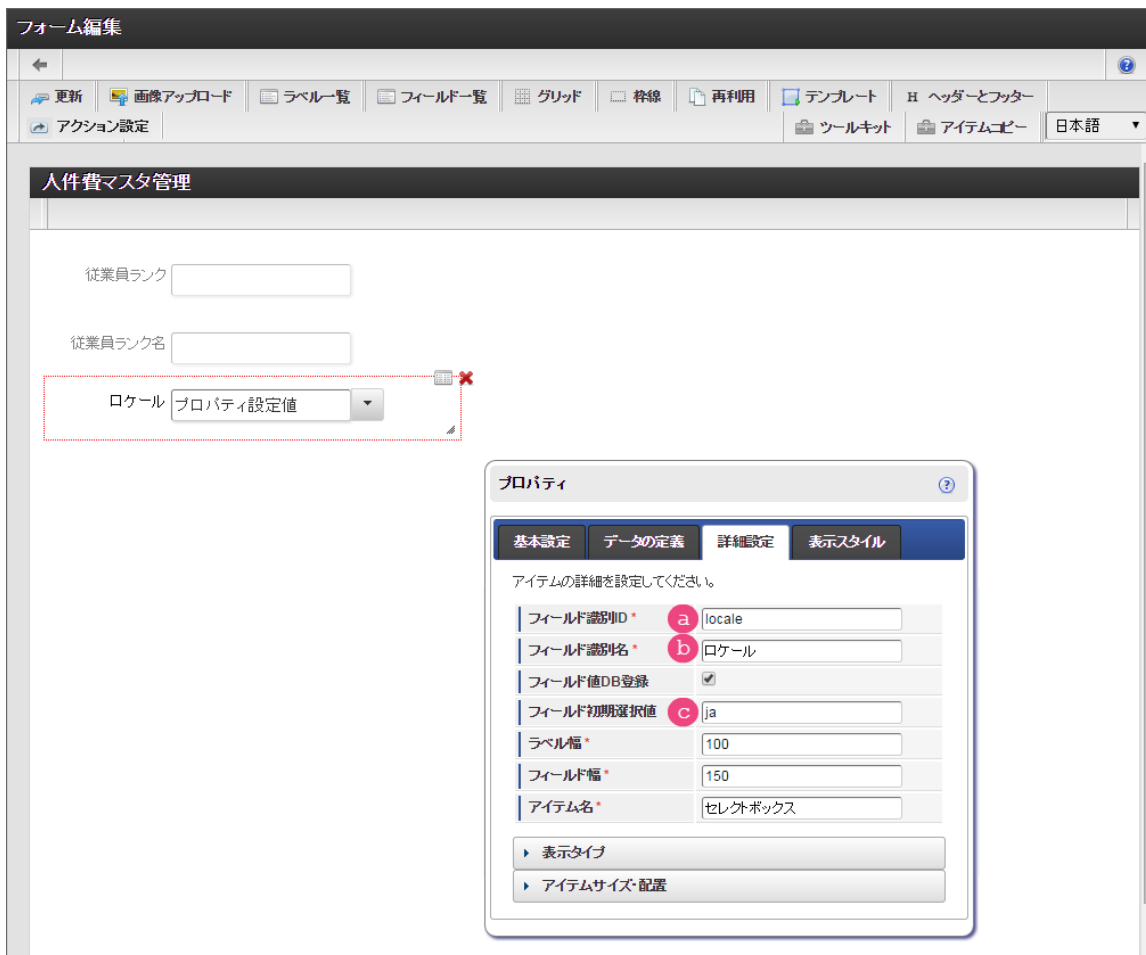 フォーム編集
更新 画像アップロード ラベル一覧 フィールド一覧 グリッド 枠線 再利用 テンプレート H ヘッダーとフッター
アクション設定 ツールキット アイテムコピー 日本語
人件費マスタ管理
従業員ランク
従業員ランク名
ロケール プロパティ設定値
プロパティ
基本設定 データの定義 詳細設定 表示スタイル
アイテムの詳細を設定してください。
フィールド識別ID * a locale
フィールド識別名 * b ロケール
フィールド値DB登録
フィールド初期選択値 c ja
ラベル幅 * 100
フィールド幅 * 150
アイテム名 * セレクトボックス
表示タイプ
アイテムサイズ・配置